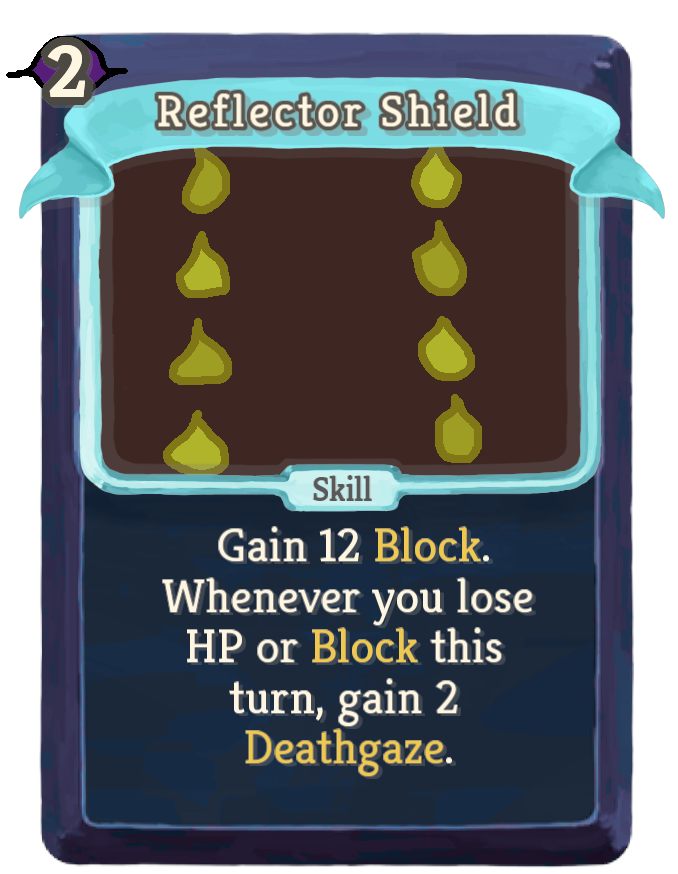 2
Reflector Shield
Skill
Gain 12 Block.
Whenever you lose
HP or Block this
turn, gain 2
Deathgaze.